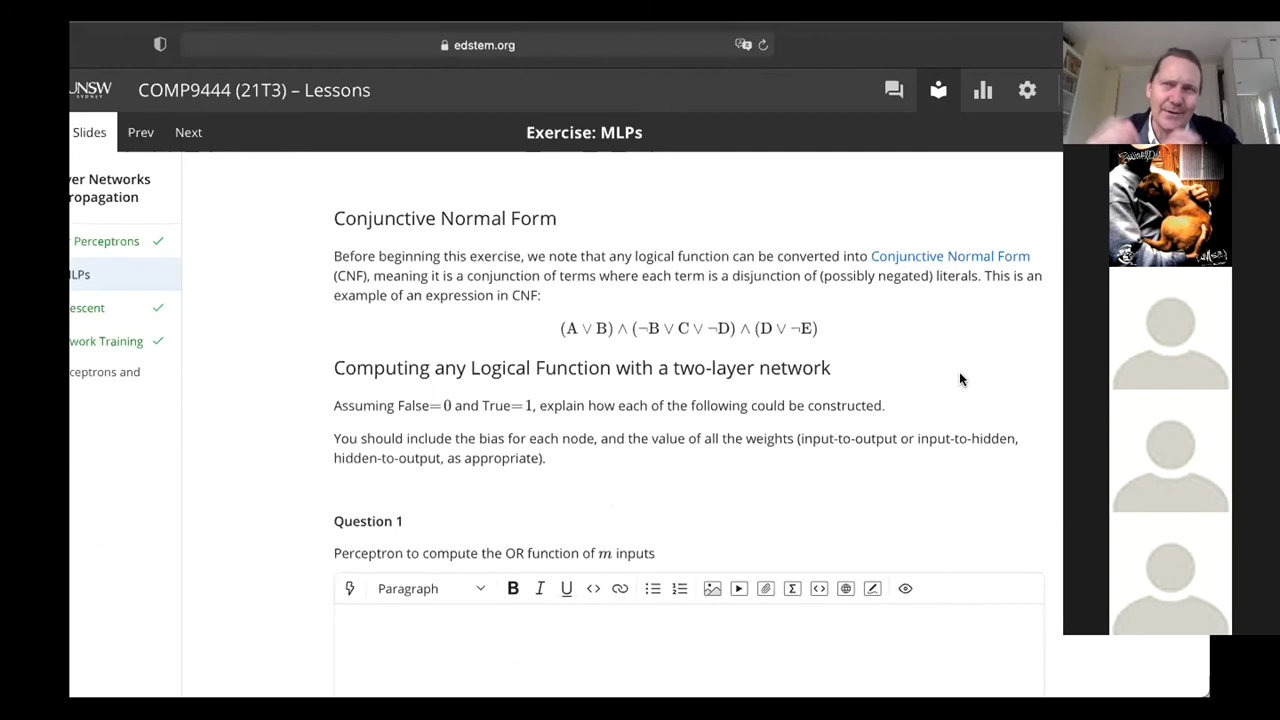 edstem.org
UNSW
SYDNEY
COMP9444 (21T3) – Lessons
Slides Prev Next Exercise: MLPs
er Networks
ropagation
Perceptrons
LPs
escent
work Training
ceptrons and
Conjunctive Normal Form
Before beginning this exercise, we note that any logical function can be converted into Conjunctive Normal Form
(CNF), meaning it is a conjunction of terms where each term is a disjunction of (possibly negated) literals. This is an
example of an expression in CNF:
(A ∨ B) ∧ (¬B ∨ C ∨ ¬D) ∧ (D ∨ ¬E)
Computing any Logical Function with a two-layer network
Assuming False=0 and True=1, explain how each of the following could be constructed.
You should include the bias for each node, and the value of all the weights (input-to-output or input-to-hidden,
hidden-to-output, as appropriate).
Question 1
Perceptron to compute the OR function of m inputs
Paragraph B I U